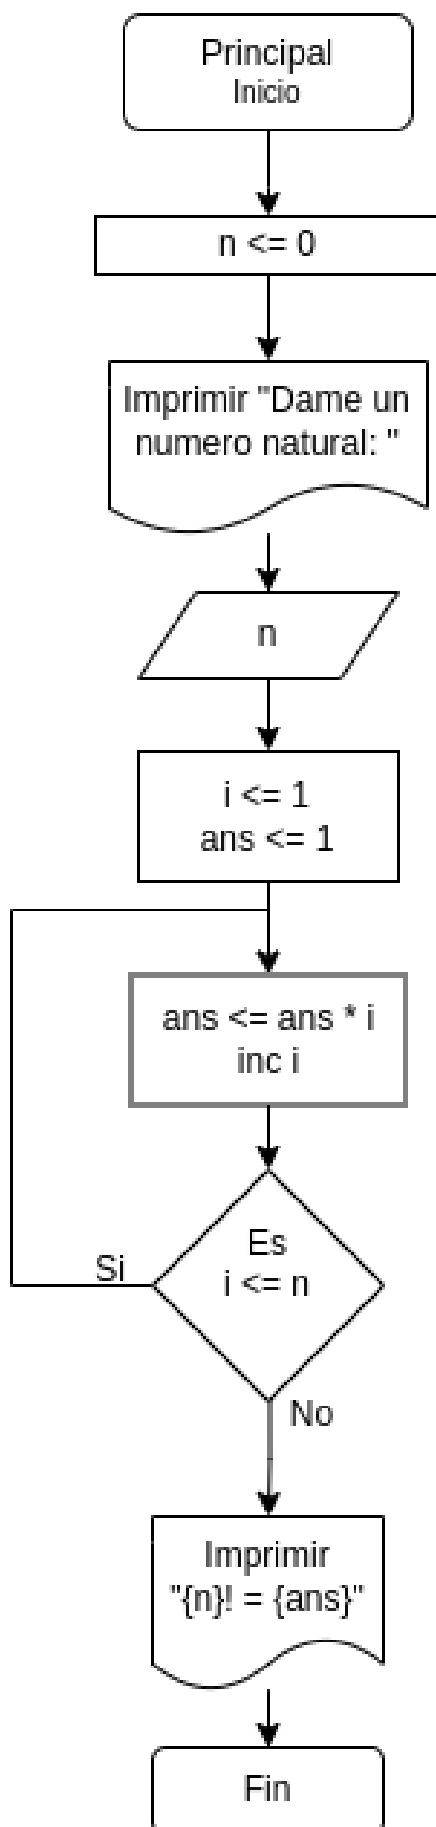 Principal
Inicio
n <= 0
Imprimir "Dame un
numero natural: "
n
i <= 1
ans <= 1
ans <= ans * i
inc i
Es
i <= n
Si
No
Imprimir
"{n}! = {ans}"
Fin